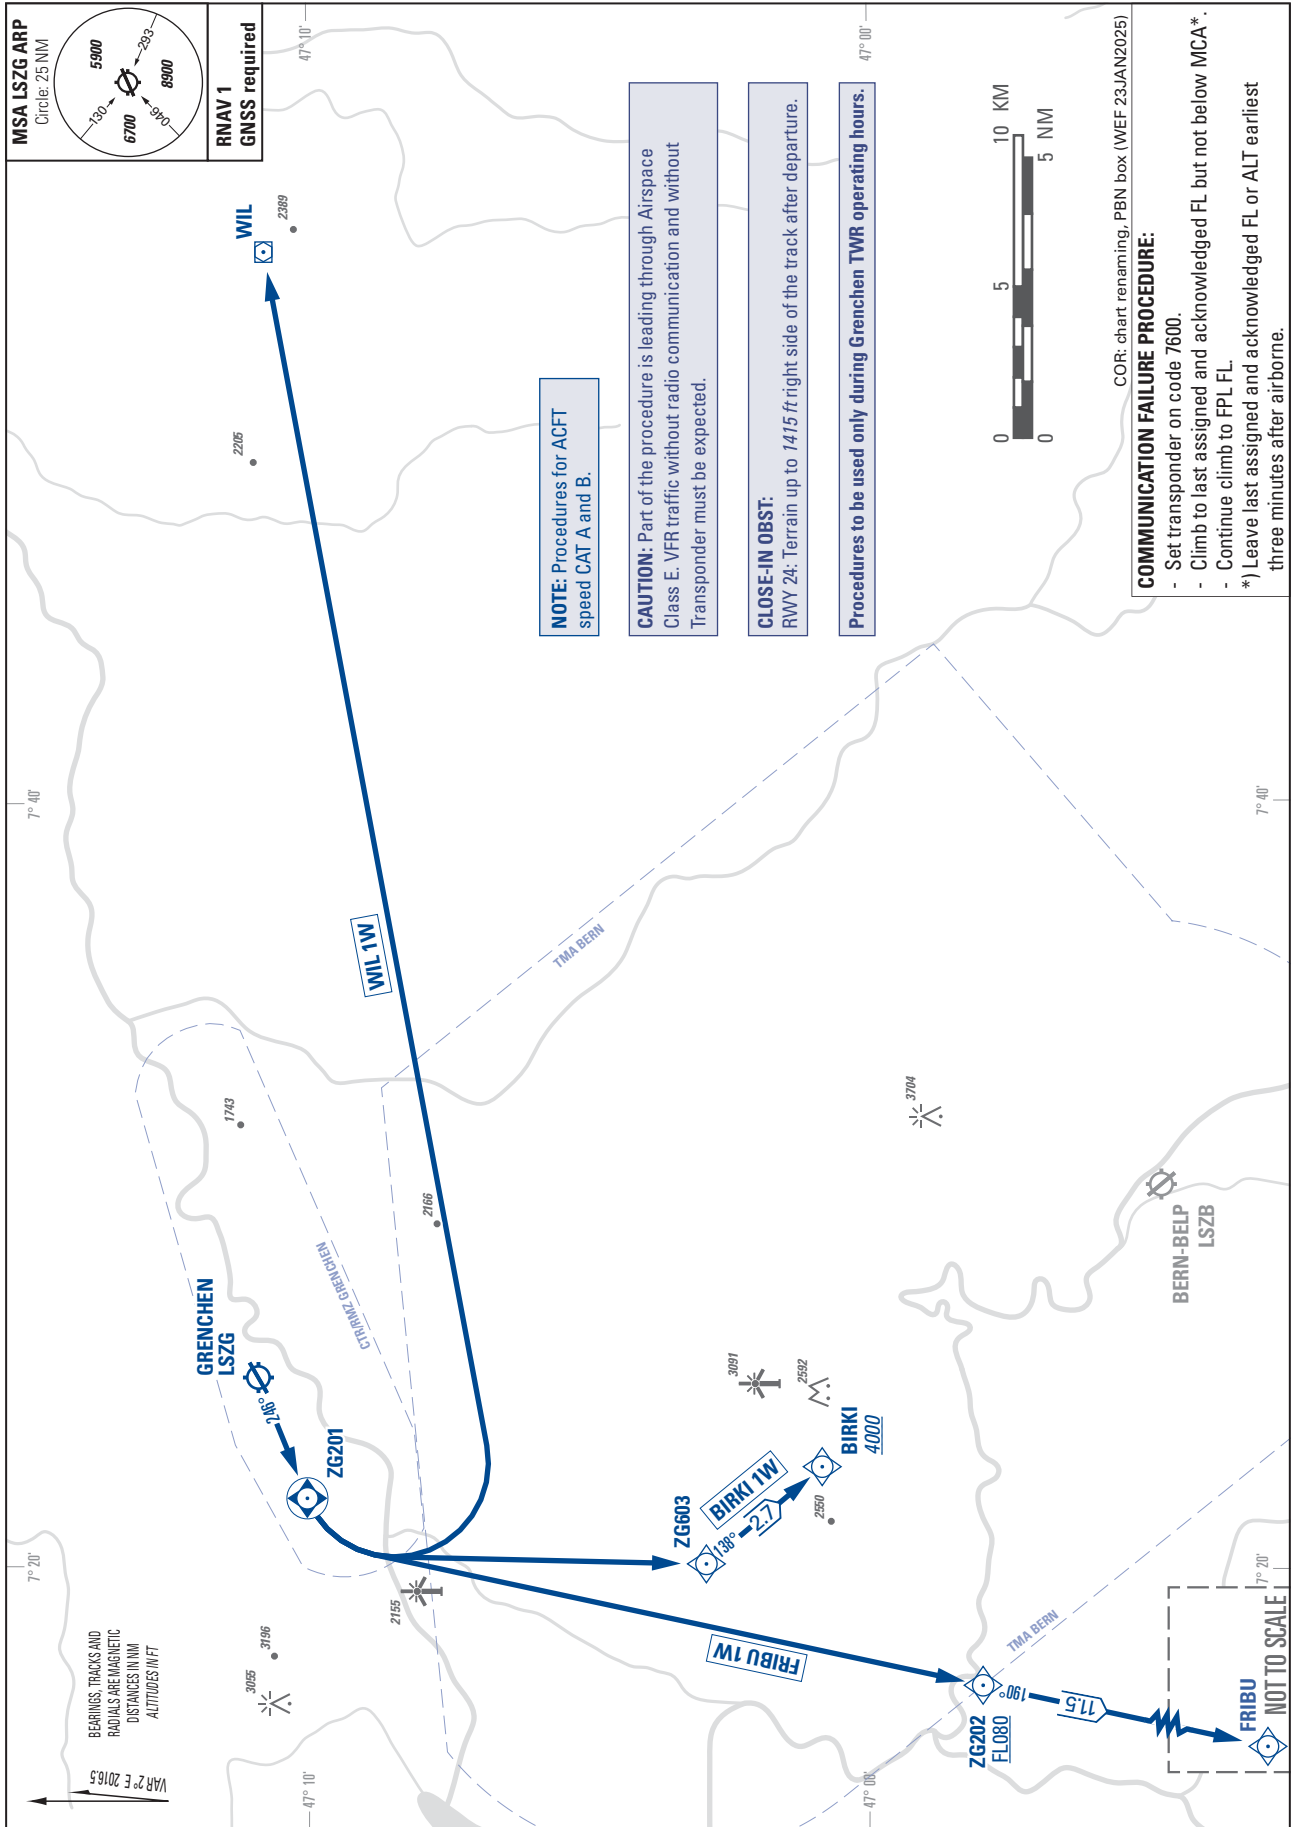 MSA LSZG ARP
Circle: 25 NM
5900
8900
6700
130
293
046
RNAV 1
GNSS required
47° 10'
47° 00'
WIL
2389
2205
NOTE: Procedures for ACFT
speed CAT A and B.
CAUTION: Part of the procedure is leading through Airspace
Class E. VFR traffic without radio communication and without
Transponder must be expected.
CLOSE-IN OBST:
RWY 24: Terrain up to 1415 ft right side of the track after departure.
Procedures to be used only during Grenchen TWR operating hours.
0 5 10 KM
0 5 NM
COR: chart renaming, PBN box (WEF 23JAN2025)
COMMUNICATION FAILURE PROCEDURE:
- Set transponder on code 7600.
- Climb to last assigned and acknowledged FL but not below MCA*.
- Continue climb to FPL FL.
*) Leave last assigned and acknowledged FL or ALT earliest
three minutes after airborne.
7° 40'
7° 40'
WIL 1W
TMA BERN
1743
2166
3704
CTR/RMZ GRENCHEN
GRENCHEN
LSZG
246°
ZG201
BERN-BELP
LSZB
3091
2592
BIRKI
4000
BIRKI 1W
ZG603
138°
2.7
2550
7° 20'
7° 20'
2155
3196
3055
FRIBU 1W
TMA BERN
ZG202
FL080
190°
11.5
FRIBU
NOT TO SCALE
BEARINGS, TRACKS AND
RADIALS ARE MAGNETIC
DISTANCES IN NM
ALTITUDES IN FT
VAR 2° E 2016.5
47° 10'
47° 08'